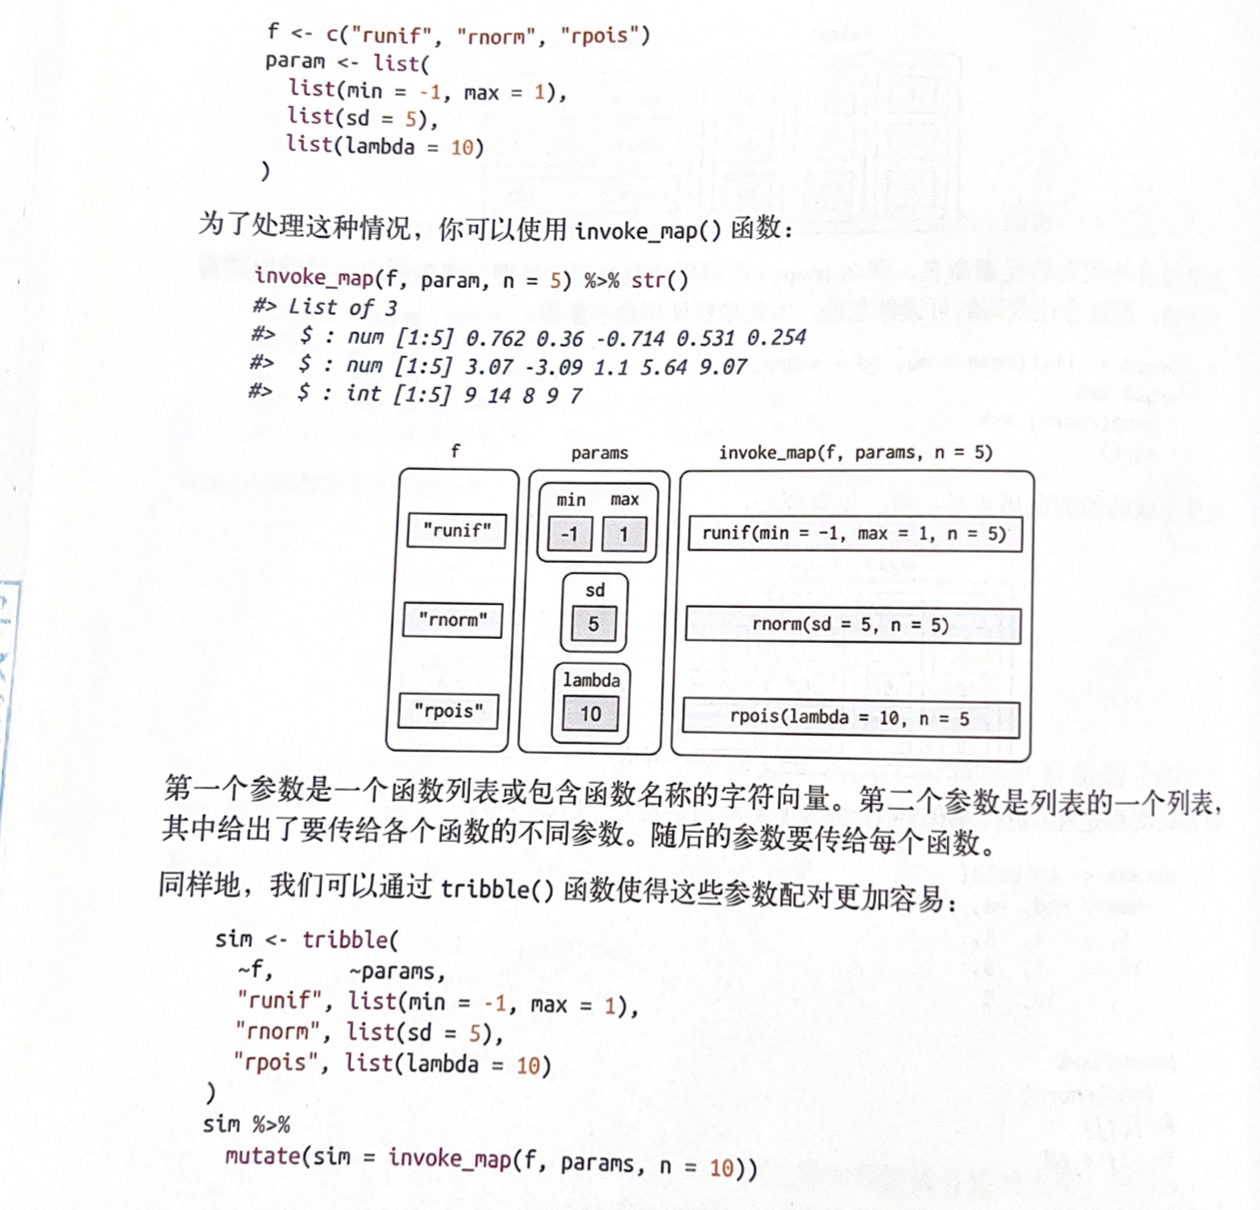 f <- c("runif", "rnorm", "rpois")
param <- list(
list(min = -1, max = 1),
list(sd = 5),
list(lambda = 10)
)
为了处理这种情况，你可以使用 invoke_map() 函数：
invoke_map(f, param, n = 5) %>% str()
#> List of 3
#> $ : num [1:5] 0.762 0.36 -0.714 0.531 0.254
#> $ : num [1:5] 3.07 -3.09 1.1 5.64 9.07
#> $ : int [1:5] 9 14 8 9 7
f params invoke_map(f, params, n = 5)
min max
"runif" -1 1 runif(min = -1, max = 1, n = 5)
sd
"rnorm" 5 rnorm(sd = 5, n = 5)
lambda
"rpois" 10 rpois(lambda = 10, n = 5
第一个参数是一个函数列表或包含函数名称的字符向量。第二个参数是列表的一个列表，
其中给出了要传给各个函数的不同参数。随后的参数要传给每个函数。
同样地，我们可以通过 tribble() 函数使得这些参数配对更加容易：
sim <- tribble(
~f, ~params,
"runif", list(min = -1, max = 1),
"rnorm", list(sd = 5),
"rpois", list(lambda = 10)
)
sim %>%
mutate(sim = invoke_map(f, params, n = 10))